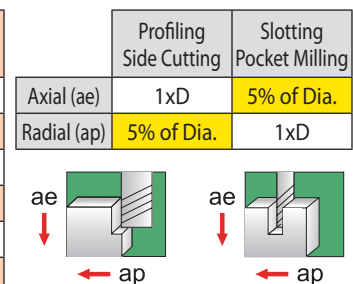 Profiling
Side Cutting
Slotting
Pocket Milling
Axial (ae) 1xD 5% of Dia.
Radial (ap) 5% of Dia. 1xD
ae ae
ap ap